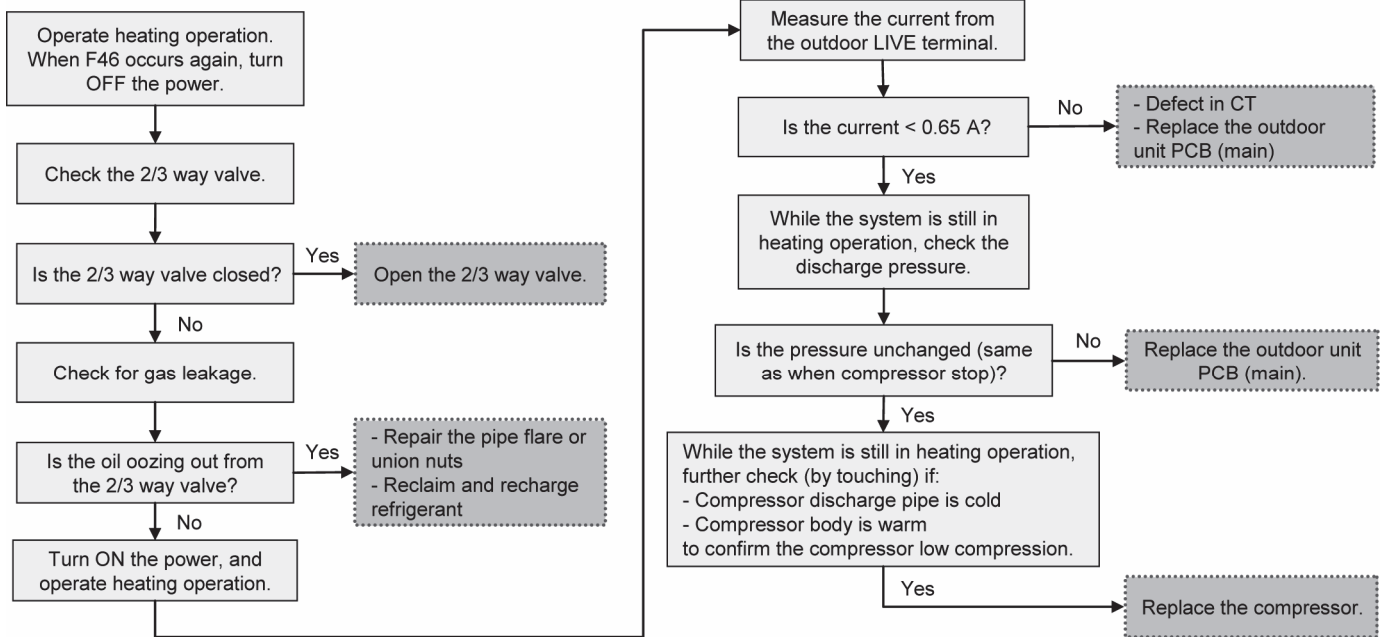 Operate heating operation.
When F46 occurs again, turn
OFF the power.
Check the 2/3 way valve.
Is the 2/3 way valve closed?
Yes
Open the 2/3 way valve.
No
Check for gas leakage.
Is the oil oozing out from
the 2/3 way valve?
Yes
- Repair the pipe flare or
union nuts
- Reclaim and recharge
refrigerant
No
Turn ON the power, and
operate heating operation.
Measure the current from
the outdoor LIVE terminal.
Is the current < 0.65 A?
No
- Defect in CT
- Replace the outdoor
unit PCB (main)
Yes
While the system is still in
heating operation, check the
discharge pressure.
Is the pressure unchanged (same
as when compressor stop)?
No
Replace the outdoor unit
PCB (main).
Yes
While the system is still in heating operation,
further check (by touching) if:
- Compressor discharge pipe is cold
- Compressor body is warm
to confirm the compressor low compression.
Yes
Replace the compressor.